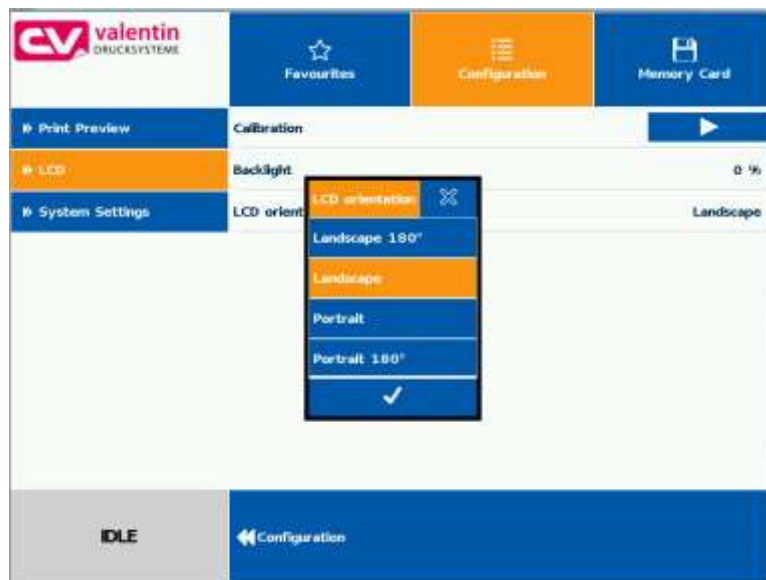 valentin
DRUCKSYSTEME
Favourites
Configuration
Memory Card
Print Preview
Calibration
LCD
Backlight
0 %
System Settings
LCD orient
Landscape
LCD orientation
Landscape 180°
Landscape
Portrait
Portrait 180°
IDLE
Configuration